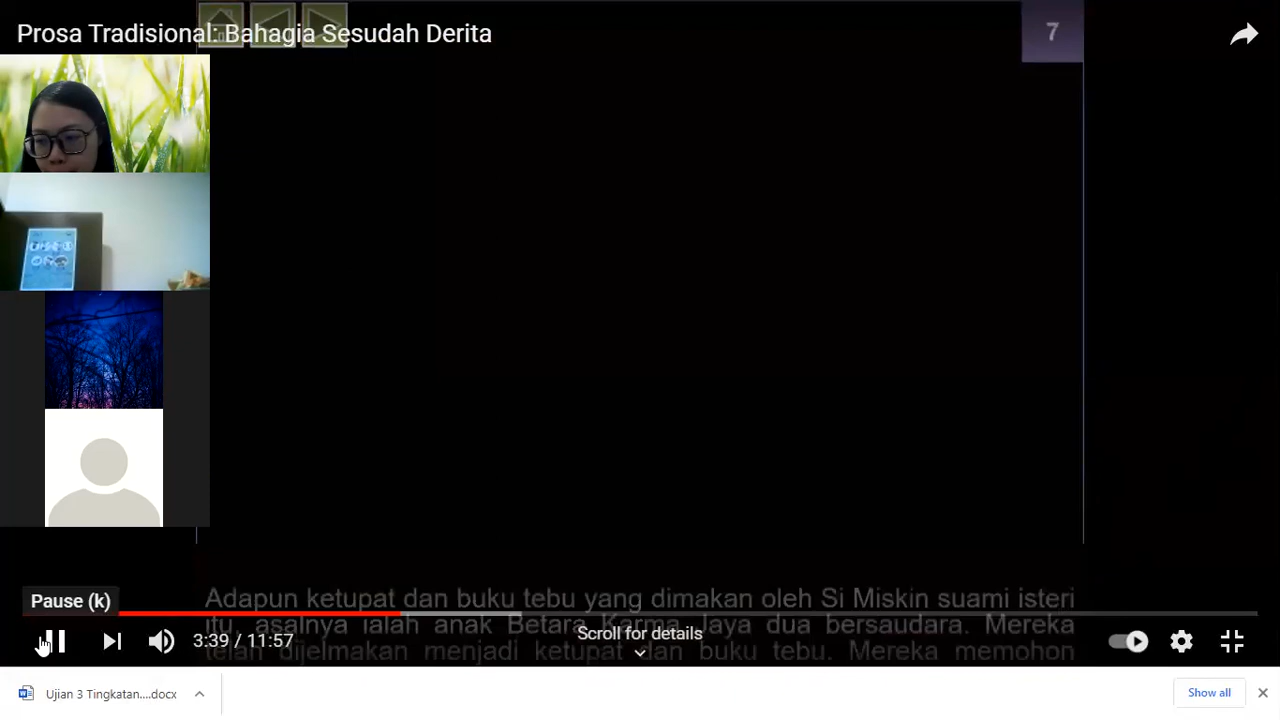 Prosa Tradisional: Bahagia Sesudah Derita
7
Adapun ketupat dan buku tebu yang dimakan oleh Si Miskin suami isteri
itu, asalnya ialah anak Betara Karma Jaya dua bersaudara. Mereka
telah dijelmakan menjadi ketupat dan buku tebu. Mereka memohon
Pause (k)
3:39 / 11:57
Scroll for details
Ujian 3 Tingkatan....docx
Show all